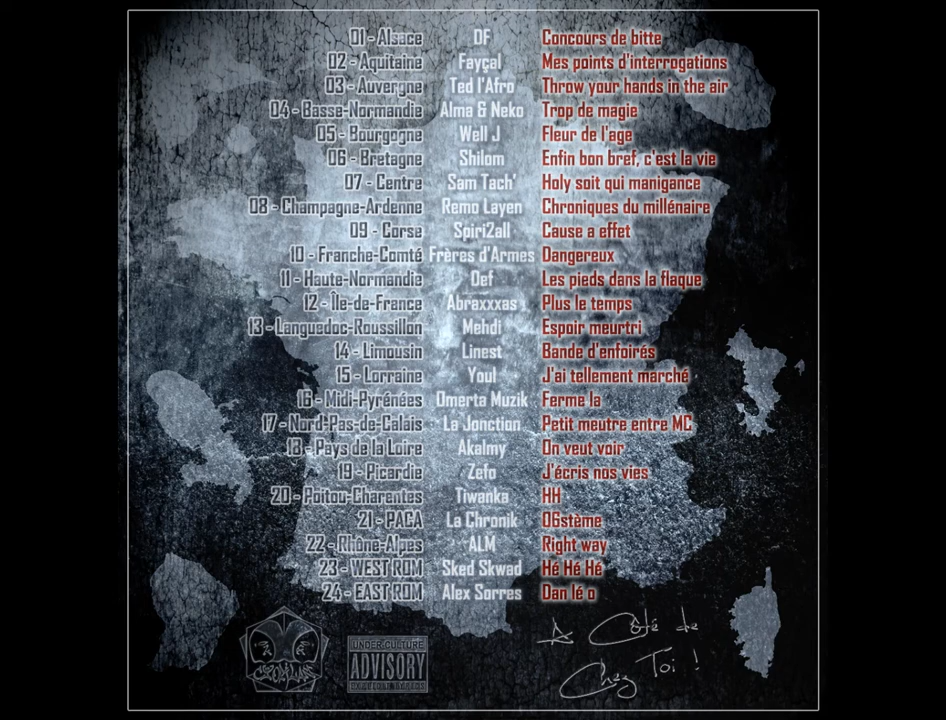 01 - Alsace DF Concours de bitte
02 - Aquitaine Fayçal Mes points d'interrogations
03 - Auvergne Ted l'Afro Throw your hands in the air
04 - Basse-Normandie Alma & Neko Trop de magie
05 - Bourgogne Well J Fleur de l'age
06 - Bretagne Shilom Enfin bon bref, c'est la vie
07 - Centre Sam Tach' Holy soit qui manigance
08 - Champagne-Ardenne Remo Layen Chroniques du millénaire
09 - Corse Spiri2all Cause a effet
10 - Franche-Comté Frères d'Armes Dangereux
11 - Haute-Normandie Def Les pieds dans la flaque
12 - Île-de-France Abraxxxas Plus le temps
13 - Languedoc-Roussillon Mehdi Espoir meurtri
14 - Limousin Linest Bande d'enfoirés
15 - Lorraine Youl J'ai tellement marché
16 - Midi-Pyrénées Omerta Muzik Ferme la
17 - Nord-Pas-de-Calais La Jonction Petit meutre entre MC
18 - Pays de la Loire Akalmy On veut voir
19 - Picardie Zefo J'écris nos vies
20 - Poitou-Charentes Tiwanka HH
21 - PACA La Chronik 06stème
22 - Rhône-Alpes ALM Right way
23 - WEST ROM Sked Skwad Hé Hé Hé
24 - EAST ROM Alex Sorres Dan lé o
A Côté de
Chez Toi !
UNDER-CULTURE
ADVISORY